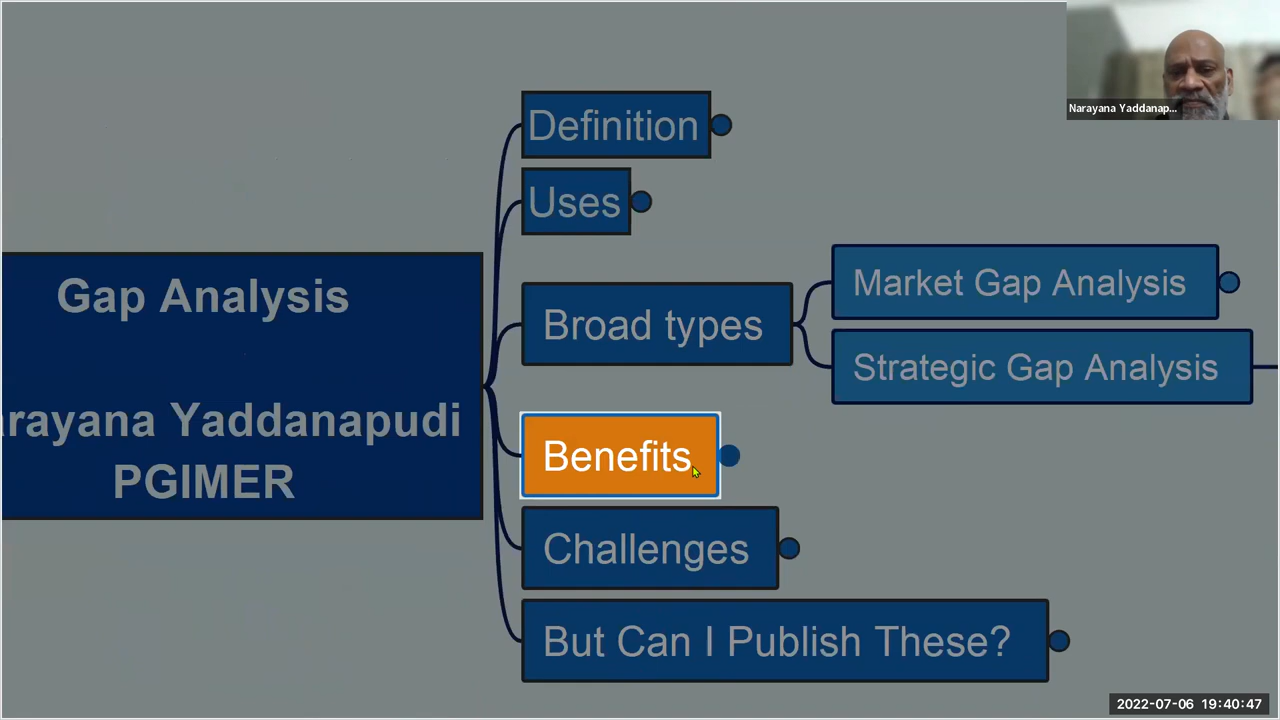 Narayana Yaddanap...
Definition
Uses
Gap Analysis
arayana Yaddanapudi
PGIMER
Broad types
Market Gap Analysis
Strategic Gap Analysis
Benefits
Challenges
But Can I Publish These?
2022-07-06 19:40:47